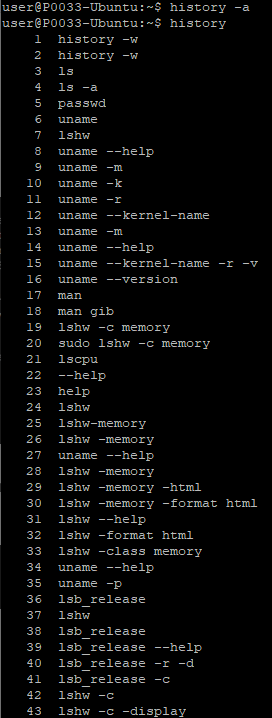 user@P0033-Ubuntu:~$ history -a
user@P0033-Ubuntu:~$ history
1 history -w
2 history -w
3 ls
4 ls -a
5 passwd
6 uname
7 lshw
8 uname --help
9 uname -m
10 uname -k
11 uname -r
12 uname --kernel-name
13 uname -m
14 uname --help
15 uname --kernel-name -r -v
16 uname --version
17 man
18 man gib
19 lshw -c memory
20 sudo lshw -c memory
21 lscpu
22 --help
23 help
24 lshw
25 lshw-memory
26 lshw -memory
27 uname --help
28 lshw -memory
29 lshw -memory -html
30 lshw -memory -format html
31 lshw --help
32 lshw -format html
33 lshw -class memory
34 uname --help
35 uname -p
36 lsb_release
37 lshw
38 lsb_release
39 lsb_release --help
40 lsb_release -r -d
41 lsb_release -c
42 lshw -c
43 lshw -c -display